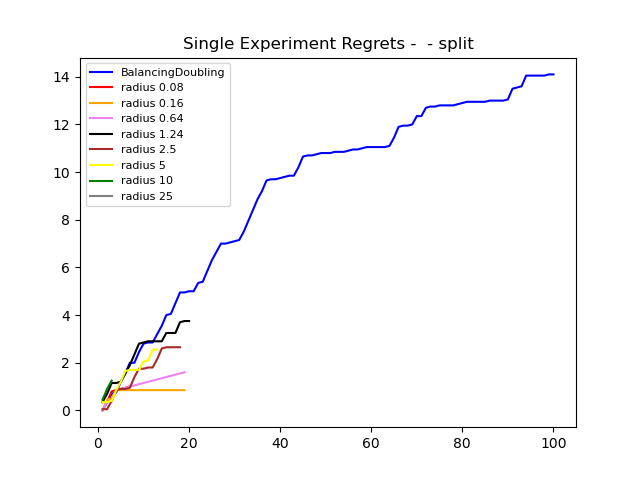 Single Experiment Regrets -  - split
BalancingDoubling
radius 0.08
radius 0.16
radius 0.64
radius 1.24
radius 2.5
radius 5
radius 10
radius 25
14
12
10
8
6
4
2
0
0 20 40 60 80 100